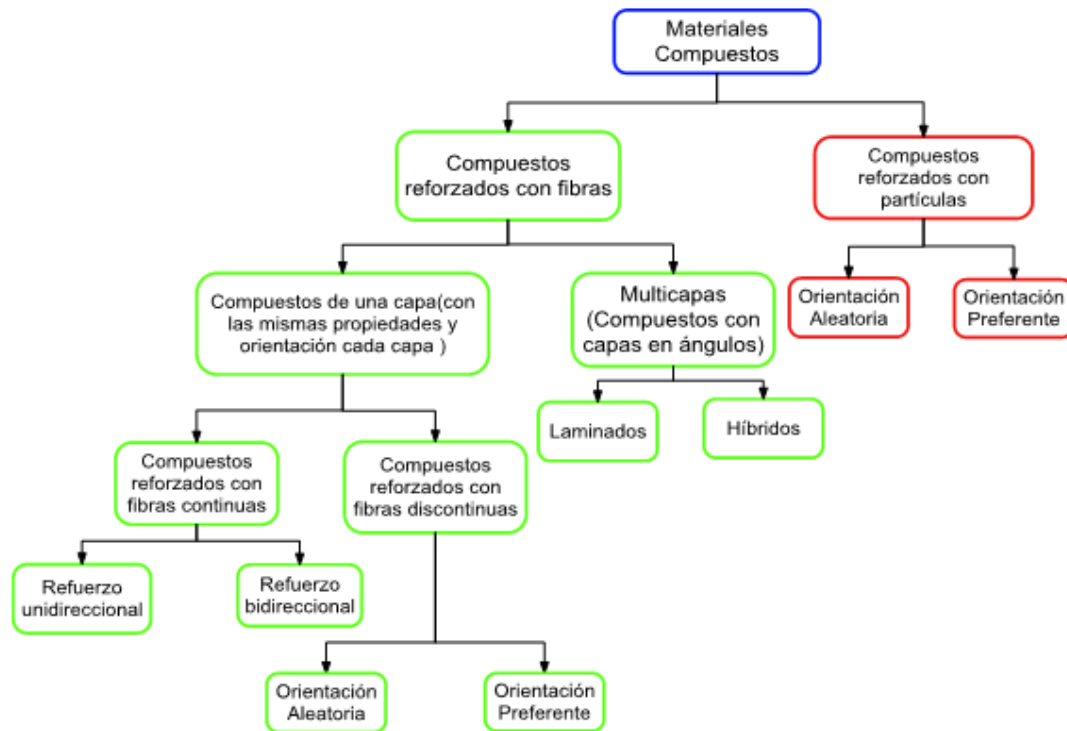 Materiales
Compuestos
Compuestos
reforzados con fibras
Compuestos
reforzados con
partículas
Compuestos de una capa(con
las mismas propiedades y
orientación cada capa )
Multicapas
(Compuestos con
capas en ángulos)
Orientación
Aleatoria
Orientación
Preferente
Laminados
Híbridos
Compuestos
reforzados con
fibras continuas
Compuestos
reforzados con
fibras discontinuas
Refuerzo
unidireccional
Refuerzo
bidireccional
Orientación
Aleatoria
Orientación
Preferente